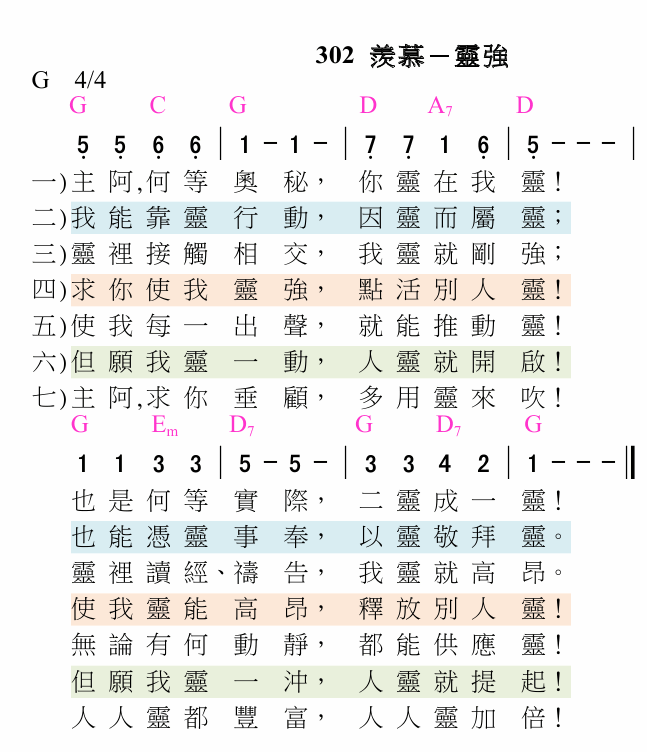 302 羨慕－靈強
G 4/4
G C G D A7 D
5 5 6 6 | 1 - 1 - | 7 7 1 6 | 5 - - - |
一)主阿,何等奧秘，你靈在我靈！
二)我能靠靈行動，因靈而屬靈；
三)靈裡接觸相交，我靈就剛強；
四)求你使我靈強，點活別人靈！
五)使我每一出聲，就能推動靈！
六)但願我靈一動，人靈就開啟！
七)主阿,求你垂顧，多用靈來吹！
G Em D7 G D7 G
1 1 3 3 | 5 - 5 - | 3 3 4 2 | 1 - - - ‖
也是何等實際，二靈成一靈！
也能憑靈事奉，以靈敬拜靈。
靈裡讀經、禱告，我靈就高昂。
使我靈能高昂，釋放別人靈！
無論有何動靜，都能供應靈！
但願我靈一沖，人靈就提起！
人人靈都豐富，人人靈加倍！